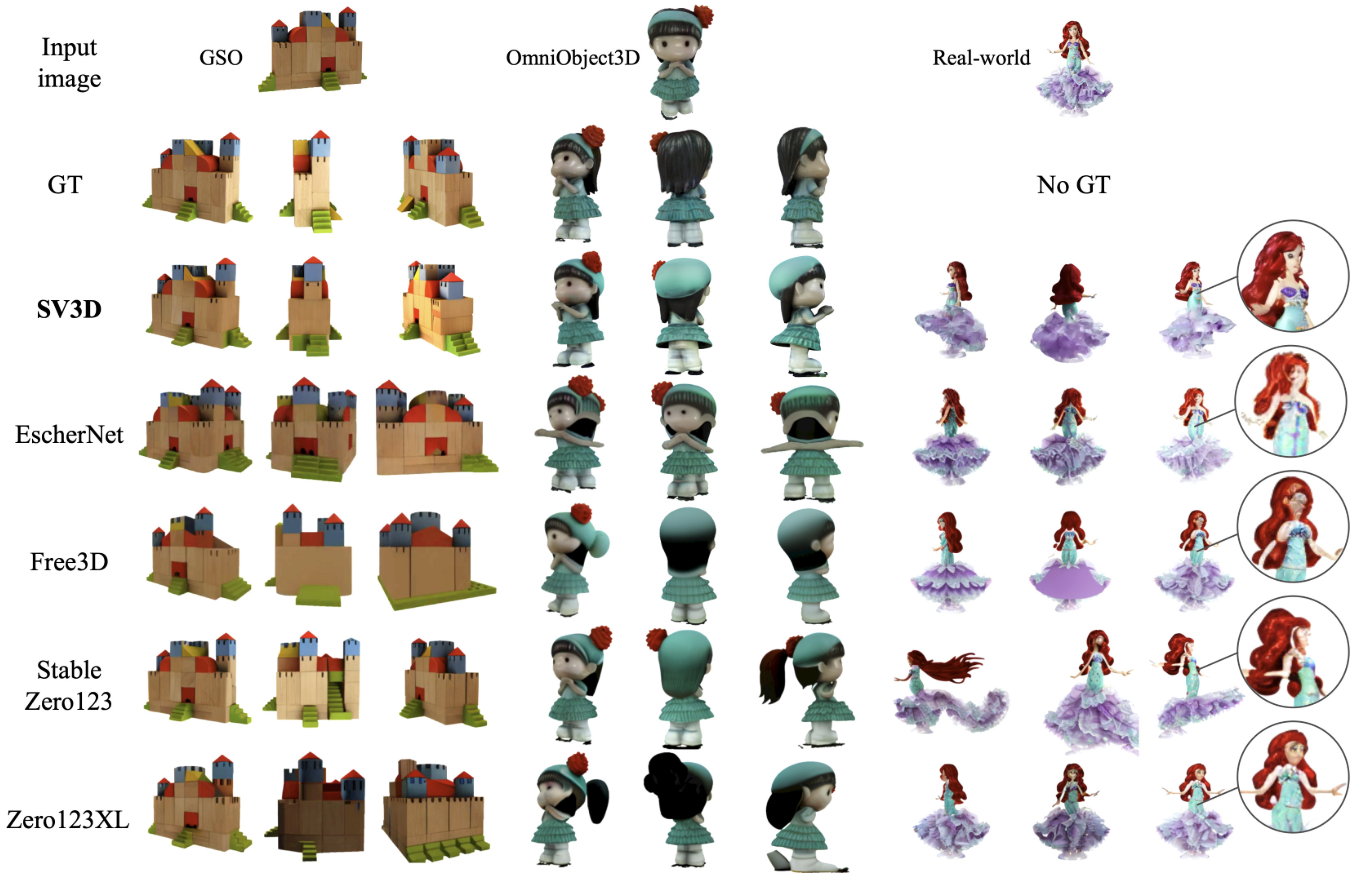 Input
image
GSO
OmniObject3D
Real-world
GT
No GT
SV3D
EscherNet
Free3D
Stable
Zero123
Zero123XL